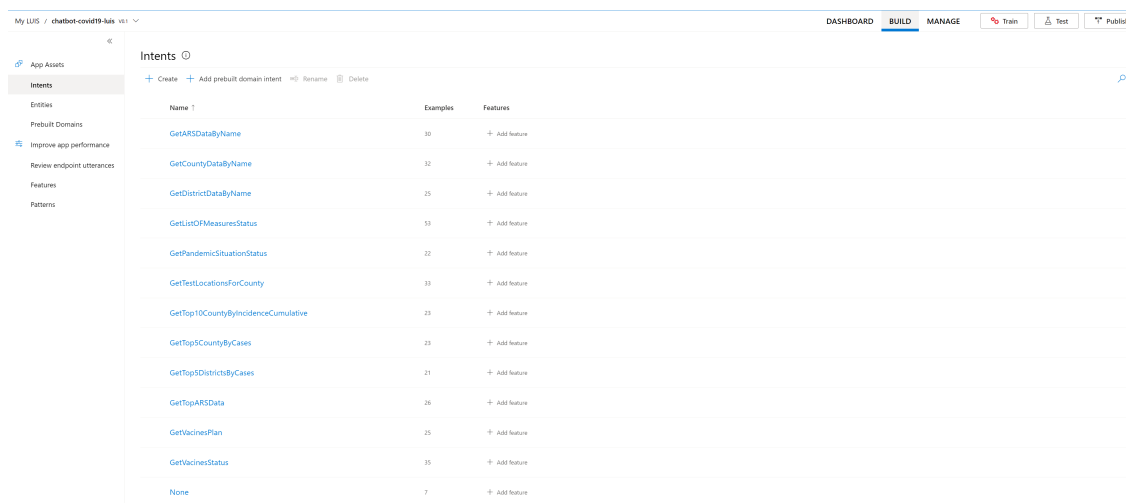 My LUIS / chatbot-covid19-luis V0.1 DASHBOARD BUILD MANAGE Train Test Publish
App Assets
Intents
Entities
Prebuilt Domains
Improve app performance
Review endpoint utterances
Features
Patterns
Intents
Create Add prebuilt domain intent Rename Delete
Name ↑ Examples Features
GetARSDataByName 30 + Add feature
GetCountyDataByName 32 + Add feature
GetDistrictDataByName 25 + Add feature
GetListOFMeasuresStatus 53 + Add feature
GetPandemicSituationStatus 22 + Add feature
GetTestLocationsForCounty 33 + Add feature
GetTop10CountyByIncidenceCumulative 23 + Add feature
GetTop5CountyByCases 23 + Add feature
GetTop5DistrictsByCases 21 + Add feature
GetTopARSData 26 + Add feature
GetVacinesPlan 25 + Add feature
GetVacinesStatus 35 + Add feature
None 7 + Add feature